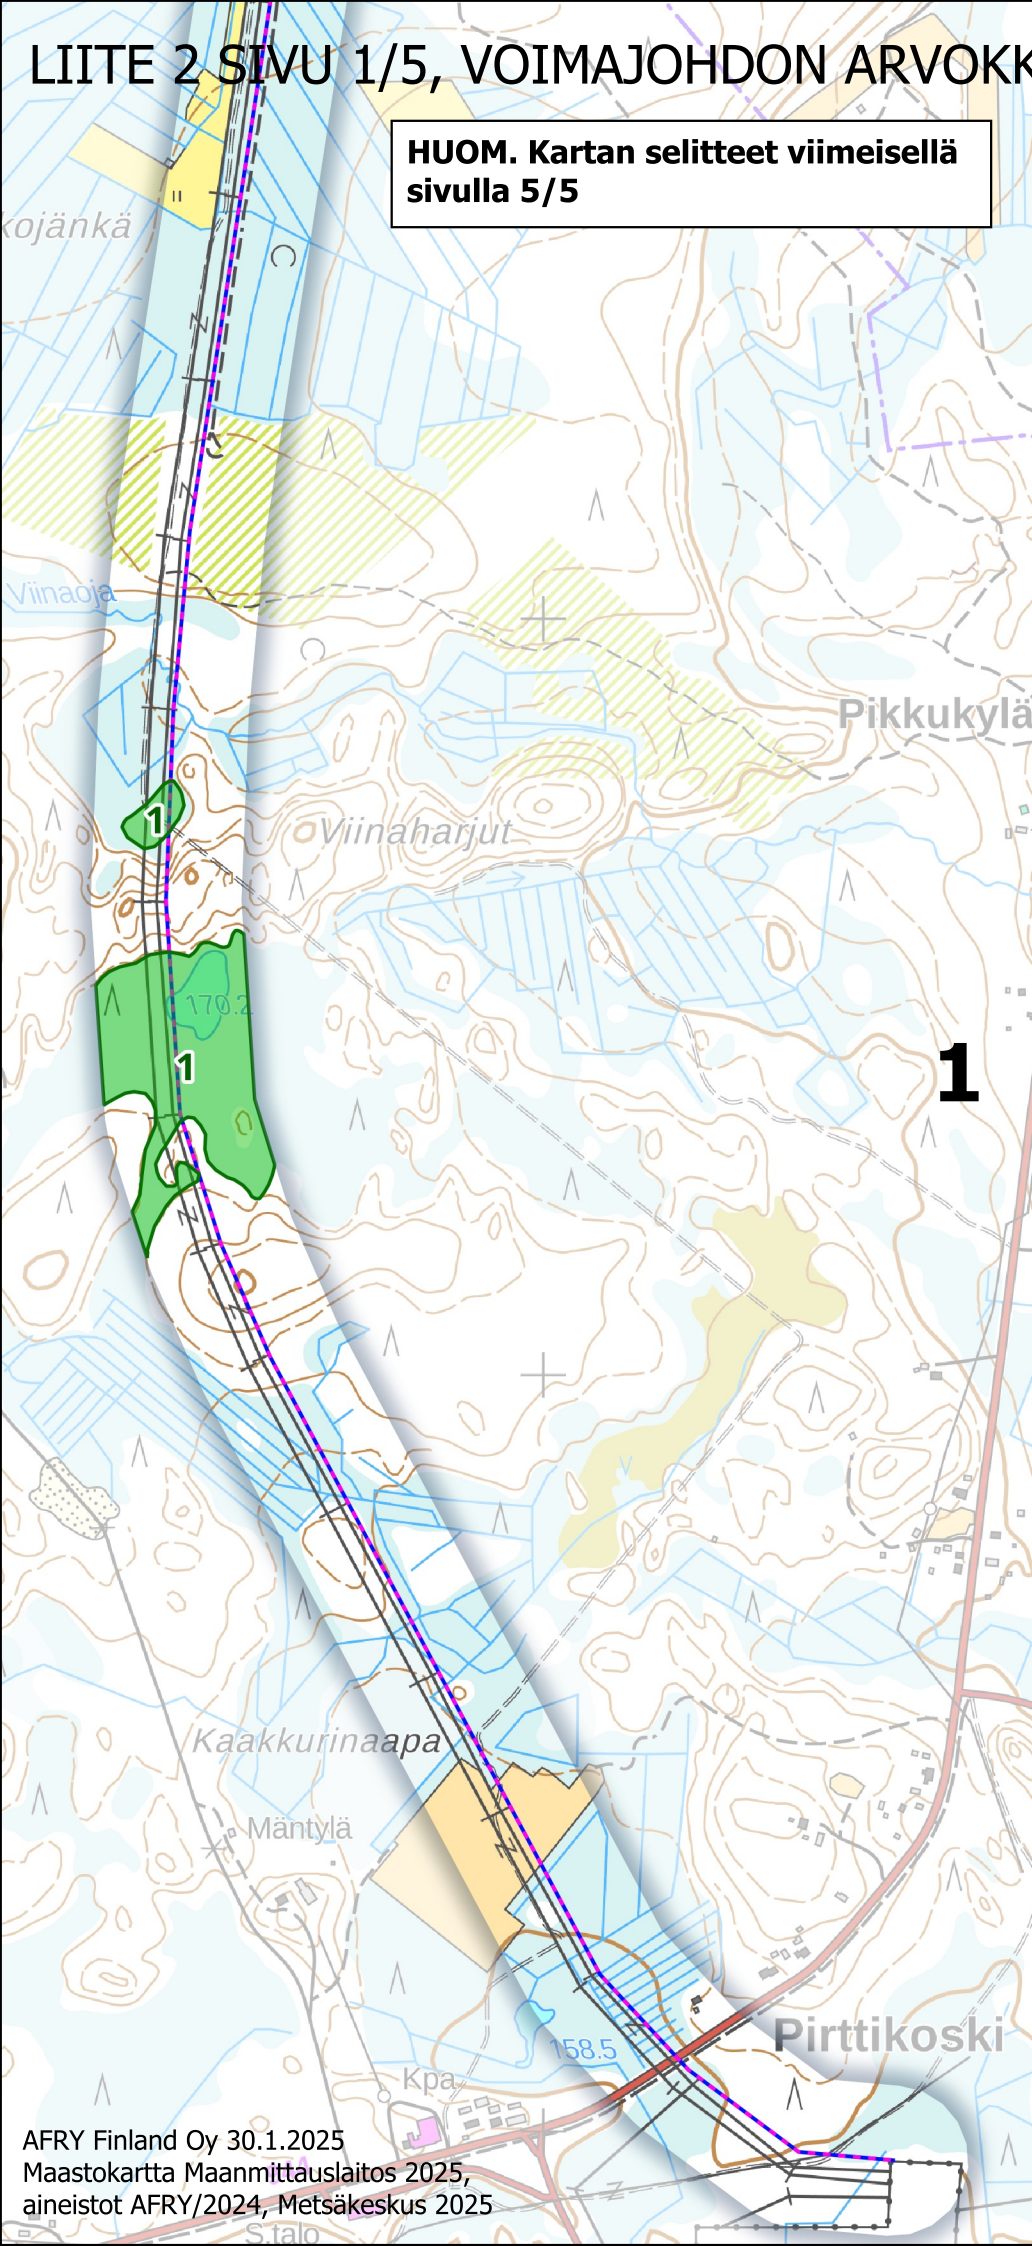 LIITE 2 SIVU 1/5, VOIMAJOHDON ARVOKK
HUOM. Kartan selitteet viimeisellä
sivulla 5/5
kojänkä
Viinaoja
Pikkukylä
1
Viinaharjut
170.2
1
1
Kaakkurinaapa
Mäntylä
Pirttikoski
158.5
Kpa
AFRY Finland Oy 30.1.2025
Maastokartta Maanmittauslaitos 2025,
aineistot AFRY/2024, Metsäkeskus 2025
S.talo